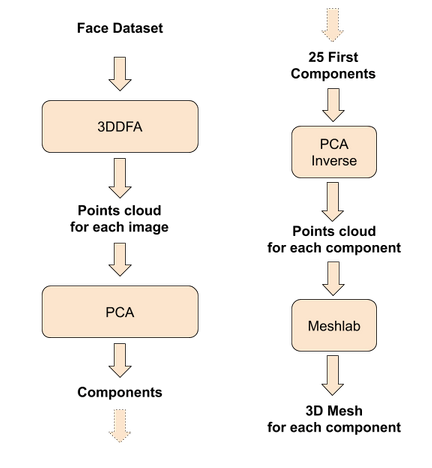 Face Dataset
3DDFA
Points cloud
for each image
PCA
Components
25 First
Components
PCA
Inverse
Points cloud
for each component
Meshlab
3D Mesh
for each component